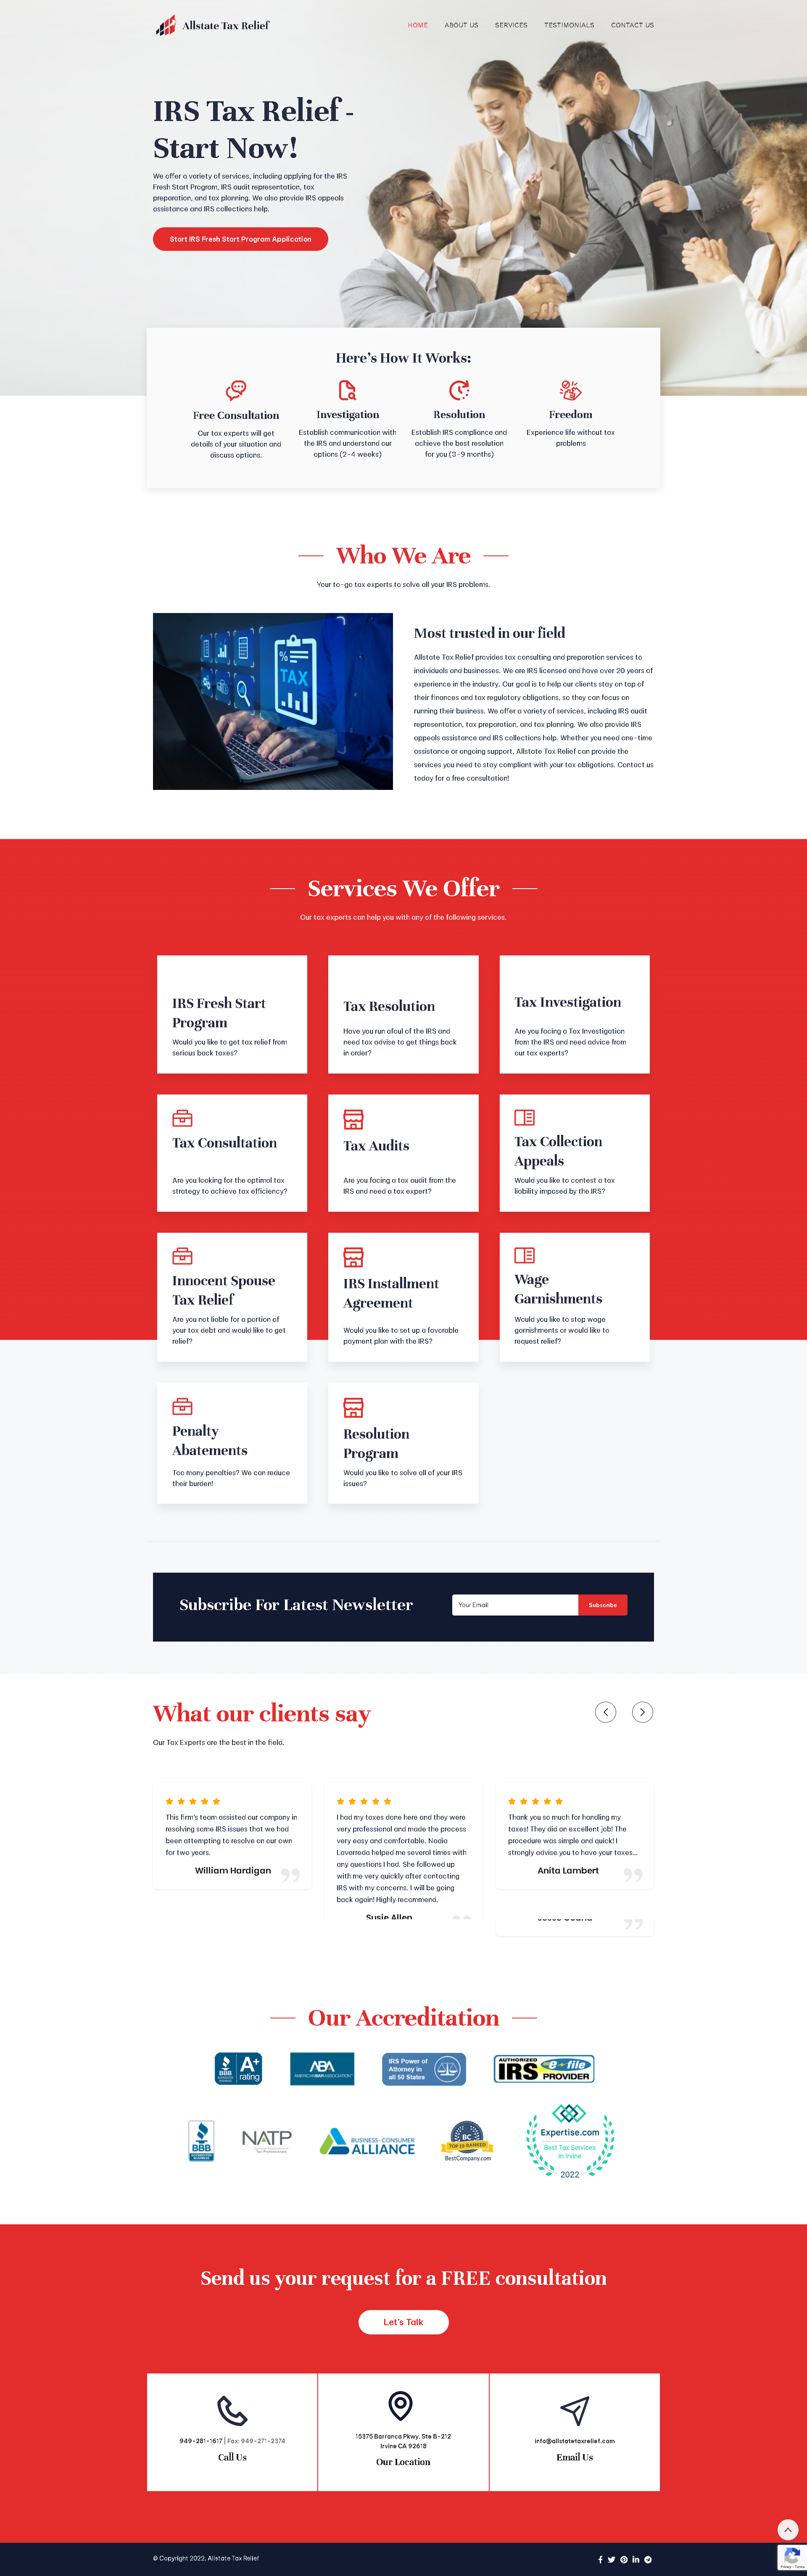 Allstate Tax Relief
HOME
ABOUT US
SERVICES
TESTIMONIALS
CONTACT US
IRS Tax Relief -
Start Now!
We offer a variety of services, including applying for the IRS
Fresh Start Program, IRS audit representation, tax
preparation, and tax planning. We also provide IRS appeals
assistance and IRS collections help.
Start IRS Fresh Start Program Application
Here's How It Works:
Free Consultation
Our tax experts will get
details of your situation and
discuss options.
Investigation
Establish communication with
the IRS and understand our
options (2-4 weeks)
Resolution
Establish IRS compliance and
achieve the best resolution
for you (3-9 months)
Freedom
Experience life without tax
problems
Who We Are
Your to-go tax experts to solve all your IRS problems.
TAX
Most trusted in our field
Allstate Tax Relief provides tax consulting and preparation services to
individuals and businesses. We are IRS licensed and have over 20 years of
experience in the industry. Our goal is to help our clients stay on top of
their finances and tax regulatory obligations, so they can focus on
running their business. We offer a variety of services, including IRS audit
representation, tax preparation, and tax planning. We also provide IRS
appeals assistance and IRS collections help. Whether you need one-time
assistance or ongoing support, Allstate Tax Relief can provide the
services you need to stay compliant with your tax obligations. Contact us
today for a free consultation!
Services We Offer
Our tax experts can help you with any of the following services.
IRS Fresh Start
Program
Would you like to get tax relief from
serious back taxes?
Tax Resolution
Have you run afoul of the IRS and
need tax advise to get things back
in order?
Tax Investigation
Are you facing a Tax Investigation
from the IRS and need advice from
our tax experts?
Tax Consultation
Are you looking for the optimal tax
strategy to achieve tax efficiency?
Tax Audits
Are you facing a tax audit from the
IRS and need a tax expert?
Tax Collection
Appeals
Would you like to contest a tax
liability imposed by the IRS?
Innocent Spouse
Tax Relief
Are you not liable for a portion of
your tax debt and would like to get
relief?
IRS Installment
Agreement
Would you like to set up a favorable
payment plan with the IRS?
Wage
Garnishments
Would you like to stop wage
garnishments or would like to
request relief?
Penalty
Abatements
Too many penalties? We can reduce
their burden!
Resolution
Program
Would you like to solve all of your IRS
issues?
Subscribe For Latest Newsletter
Your Email
Subscribe
What our clients say
Our Tax Experts are the best in the field.
This firm's team assisted our company in
resolving some IRS issues that we had
been attempting to resolve on our own
for two years.
William Hardigan
I had my taxes done here and they were
very professional and made the process
very easy and comfortable. Nadia
Lavarreda helped me several times with
any questions I had. She followed up
with me very quickly after contacting
IRS with my concerns. I will be going
back again! Highly recommend.
Susie Allen
Thank you so much for handling my
taxes! They did an excellent job! The
procedure was simple and quick! I
strongly advise you to have your taxes...
Anita Lambert
Our Accreditation
BBB
A+
rating
ABA
AMERICAN BAR ASSOCIATION
IRS Power of
Attorney in
all 50 States
AUTHORIZED
IRS e-file
PROVIDER
BBB
NATP
BUSINESS-CONSUMER
ALLIANCE
BC
TOP 10 RANKED
BestCompany.com
Expertise.com
Best Tax Services
in Irvine
2022
Send us your request for a FREE consultation
Let's Talk
949-281-1617 | Fax: 949-271-2374
Call Us
15375 Barranca Pkwy. Ste B-212
Irvine CA 92618
Our Location
info@allstatetaxrelief.com
Email Us
© Copyright 2022. Allstate Tax Relief
Privacy - Terms